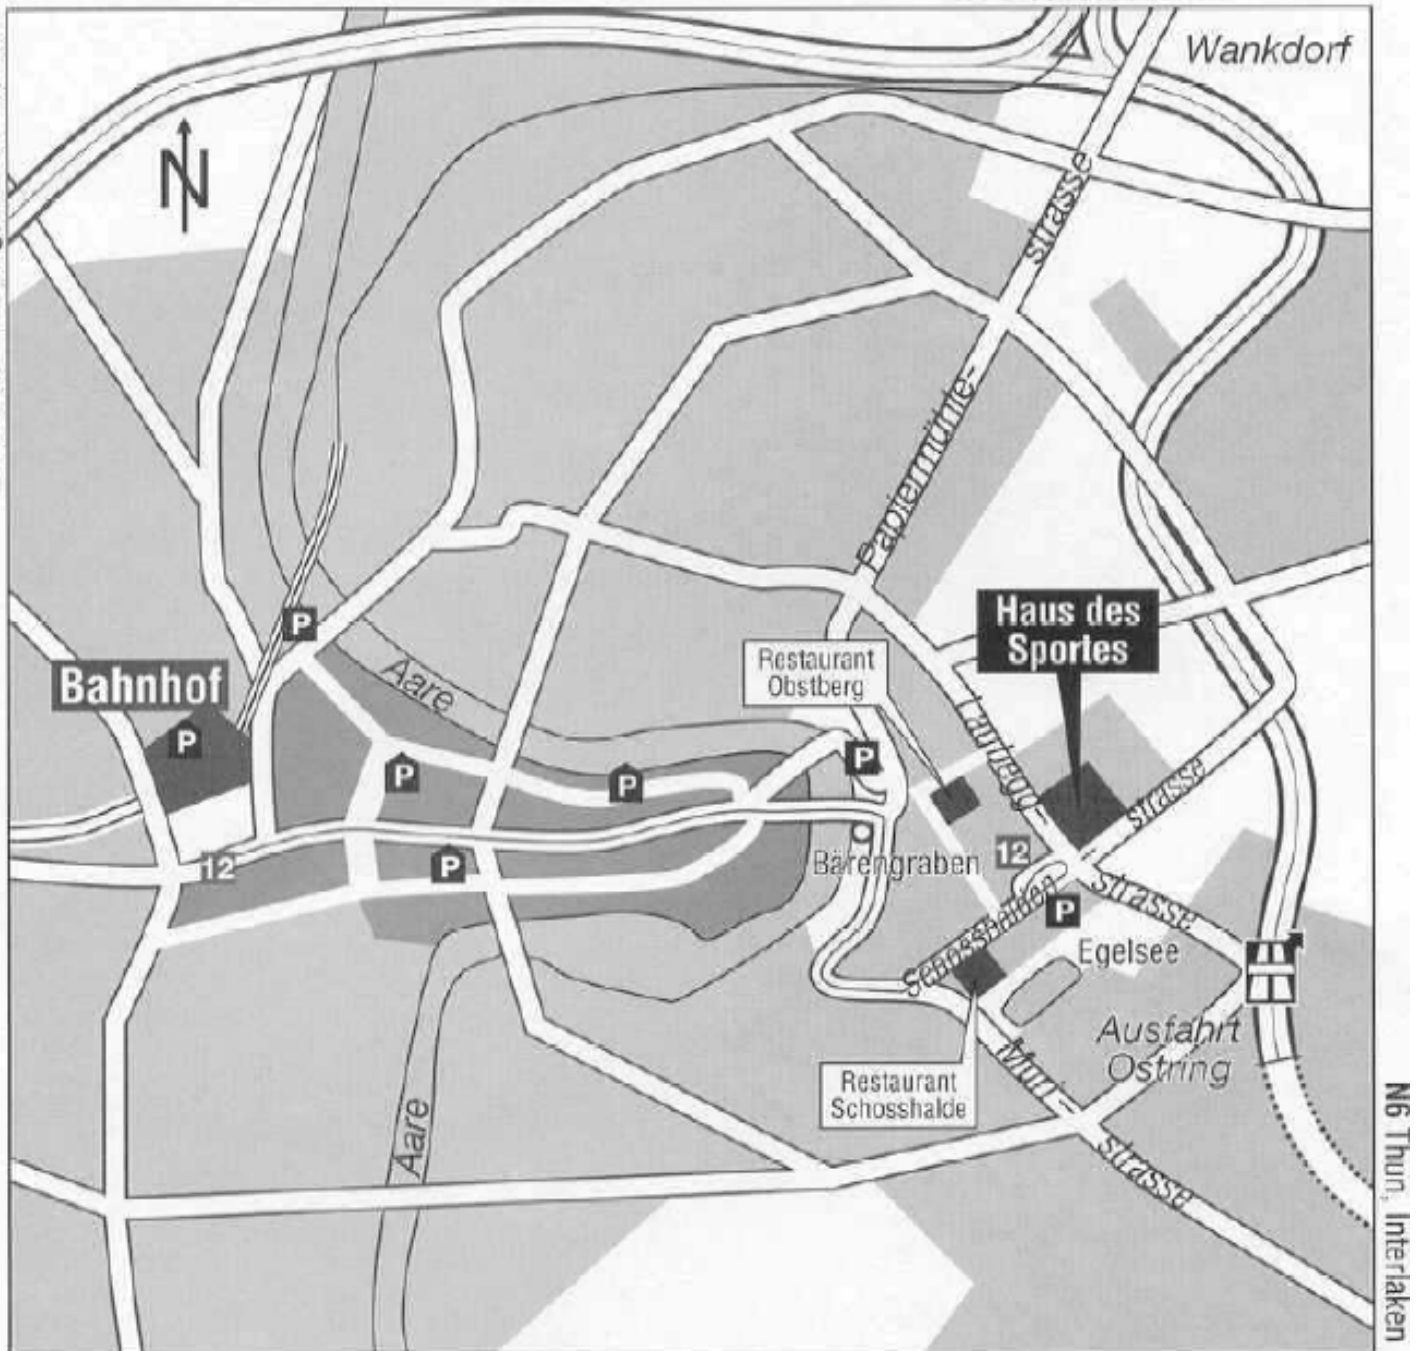 Wankdorf
N
strasse
Papiermühle-
Haus des
Sportes
P
Restaurant
Obstberg
Aare
Bahnhof
P
Laubegg-
P
P
P
strasse
12
P
Bärengraben
12
Schosshalden
strasse
P
Egelsee
Ausfahrt
Ostring
Muri-
Restaurant
Schosshalde
Aare
strasse
N6 Thun, Interlaken